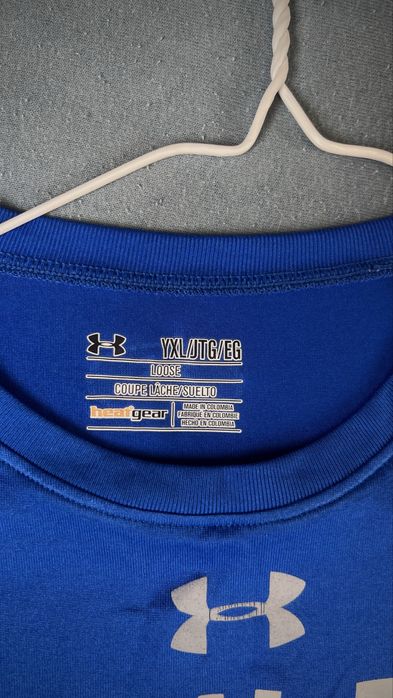 YXL/JTG/EG
LOOSE
COUPE LÂCHE/SUELTO
heatgear
MADE IN COLOMBIA
FABRIQUÉ EN COLOMBIE
HECHO EN COLOMBIA